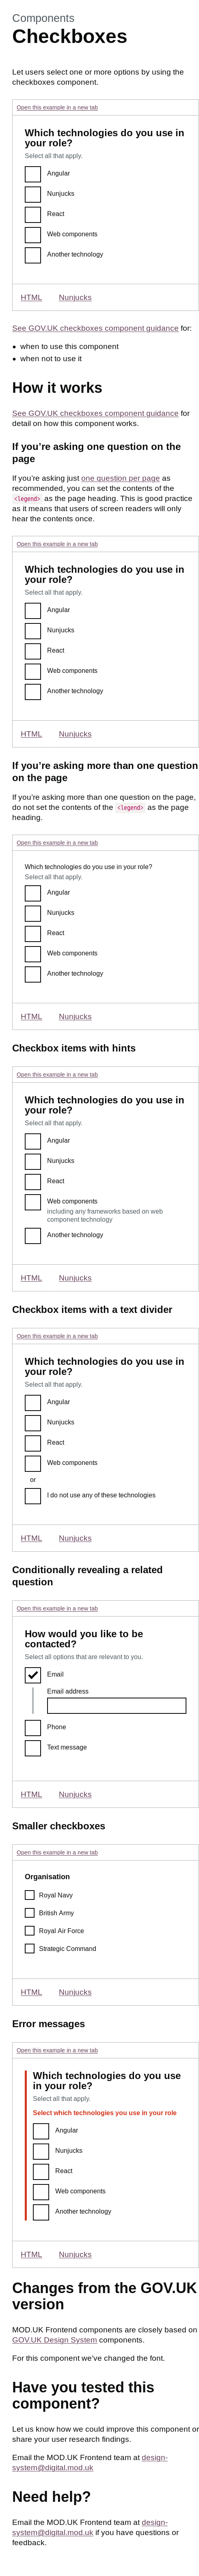 Components
Checkboxes
Let users select one or more options by using the
checkboxes component.
Open this example in a new tab
Which technologies do you use in
your role?
Select all that apply.
Angular
Nunjucks
React
Web components
Another technology
HTML Nunjucks
See GOV.UK checkboxes component guidance for:
• when to use this component
• when not to use it
How it works
See GOV.UK checkboxes component guidance for
detail on how this component works.
If you’re asking one question on the
page
If you’re asking just one question per page as
recommended, you can set the contents of the
<legend> as the page heading. This is good practice
as it means that users of screen readers will only
hear the contents once.
Open this example in a new tab
Which technologies do you use in
your role?
Select all that apply.
Angular
Nunjucks
React
Web components
Another technology
HTML Nunjucks
If you’re asking more than one question
on the page
If you’re asking more than one question on the page,
do not set the contents of the <legend> as the page
heading.
Open this example in a new tab
Which technologies do you use in your role?
Select all that apply.
Angular
Nunjucks
React
Web components
Another technology
HTML Nunjucks
Checkbox items with hints
Open this example in a new tab
Which technologies do you use in
your role?
Select all that apply.
Angular
Nunjucks
React
Web components
including any frameworks based on web
component technology
Another technology
HTML Nunjucks
Checkbox items with a text divider
Open this example in a new tab
Which technologies do you use in
your role?
Select all that apply.
Angular
Nunjucks
React
Web components
or
I do not use any of these technologies
HTML Nunjucks
Conditionally revealing a related
question
Open this example in a new tab
How would you like to be
contacted?
Select all options that are relevant to you.
Email
Email address
Phone
Text message
HTML Nunjucks
Smaller checkboxes
Open this example in a new tab
Organisation
Royal Navy
British Army
Royal Air Force
Strategic Command
HTML Nunjucks
Error messages
Open this example in a new tab
Which technologies do you use
in your role?
Select all that apply.
Select which technologies you use in your role
Angular
Nunjucks
React
Web components
Another technology
HTML Nunjucks
Changes from the GOV.UK
version
MOD.UK Frontend components are closely based on
GOV.UK Design System components.
For this component we’ve changed the font.
Have you tested this
component?
Let us know how we could improve this component or
share your user research findings.
Email the MOD.UK Frontend team at design-
system@digital.mod.uk
Need help?
Email the MOD.UK Frontend team at design-
system@digital.mod.uk if you have questions or
feedback.